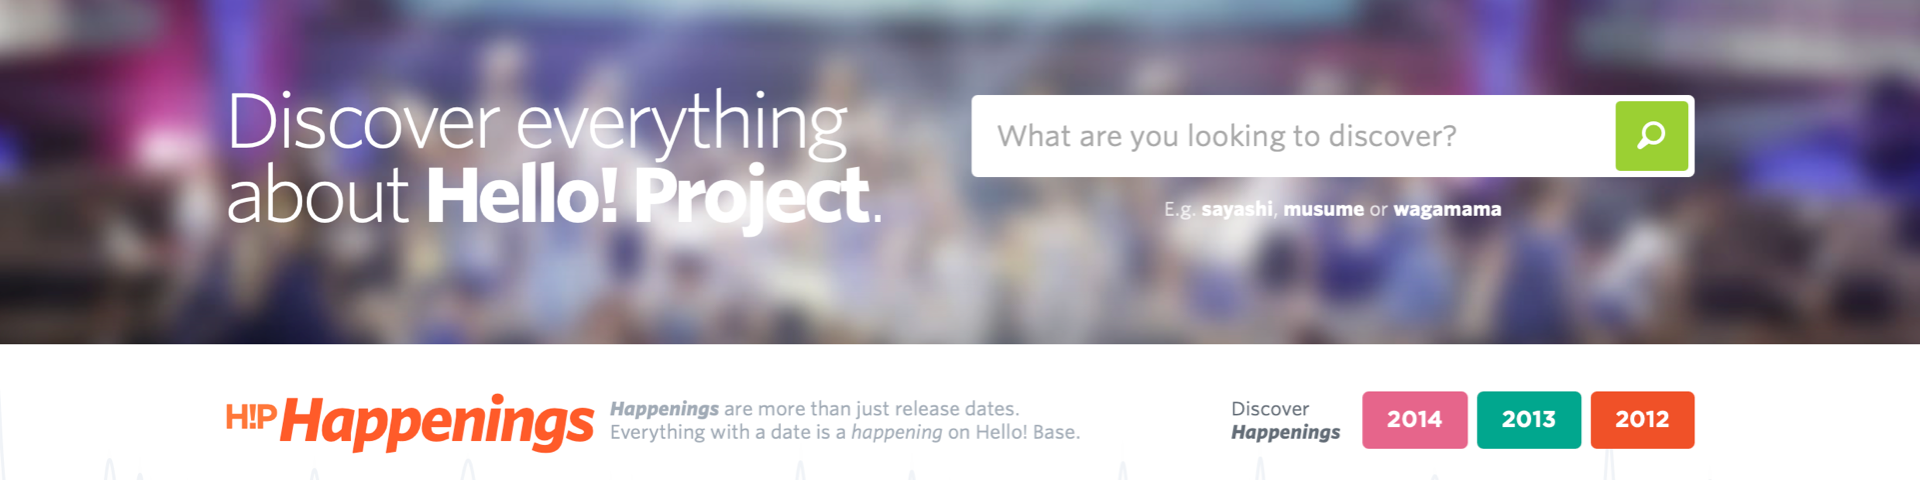 Discover everything
about Hello! Project.
What are you looking to discover?
E.g. sayashi, musume or wagamama
H!P Happenings
Happenings are more than just release dates.
Everything with a date is a happening on Hello! Base.
Discover
Happenings
2014
2013
2012